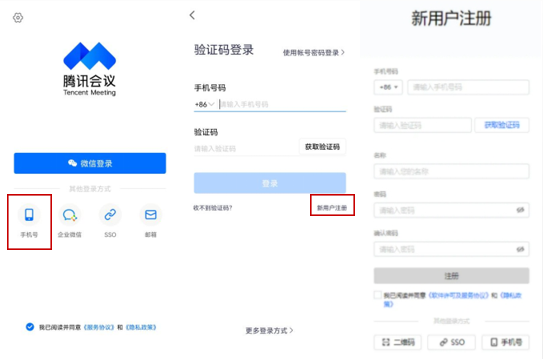 腾讯会议
Tencent Meeting
微信登录
其他登录方式
手机号
企业微信
SSO
邮箱
我已阅读并同意《服务协议》和《隐私政策》
验证码登录
使用帐号密码登录
手机号码
+86
请输入手机号码
验证码
请输入验证码
获取验证码
登录
收不到验证码?
新用户注册
更多登录方式
新用户注册
手机号码
+86
请输入手机号码
验证码
请输入验证码
获取验证码
名称
请输入您的名称
密码
请输入密码
确认密码
请输入密码
注册
我已阅读并同意《软件许可及服务协议》和《隐私政策》
其他登录方式
二维码
SSO
手机号